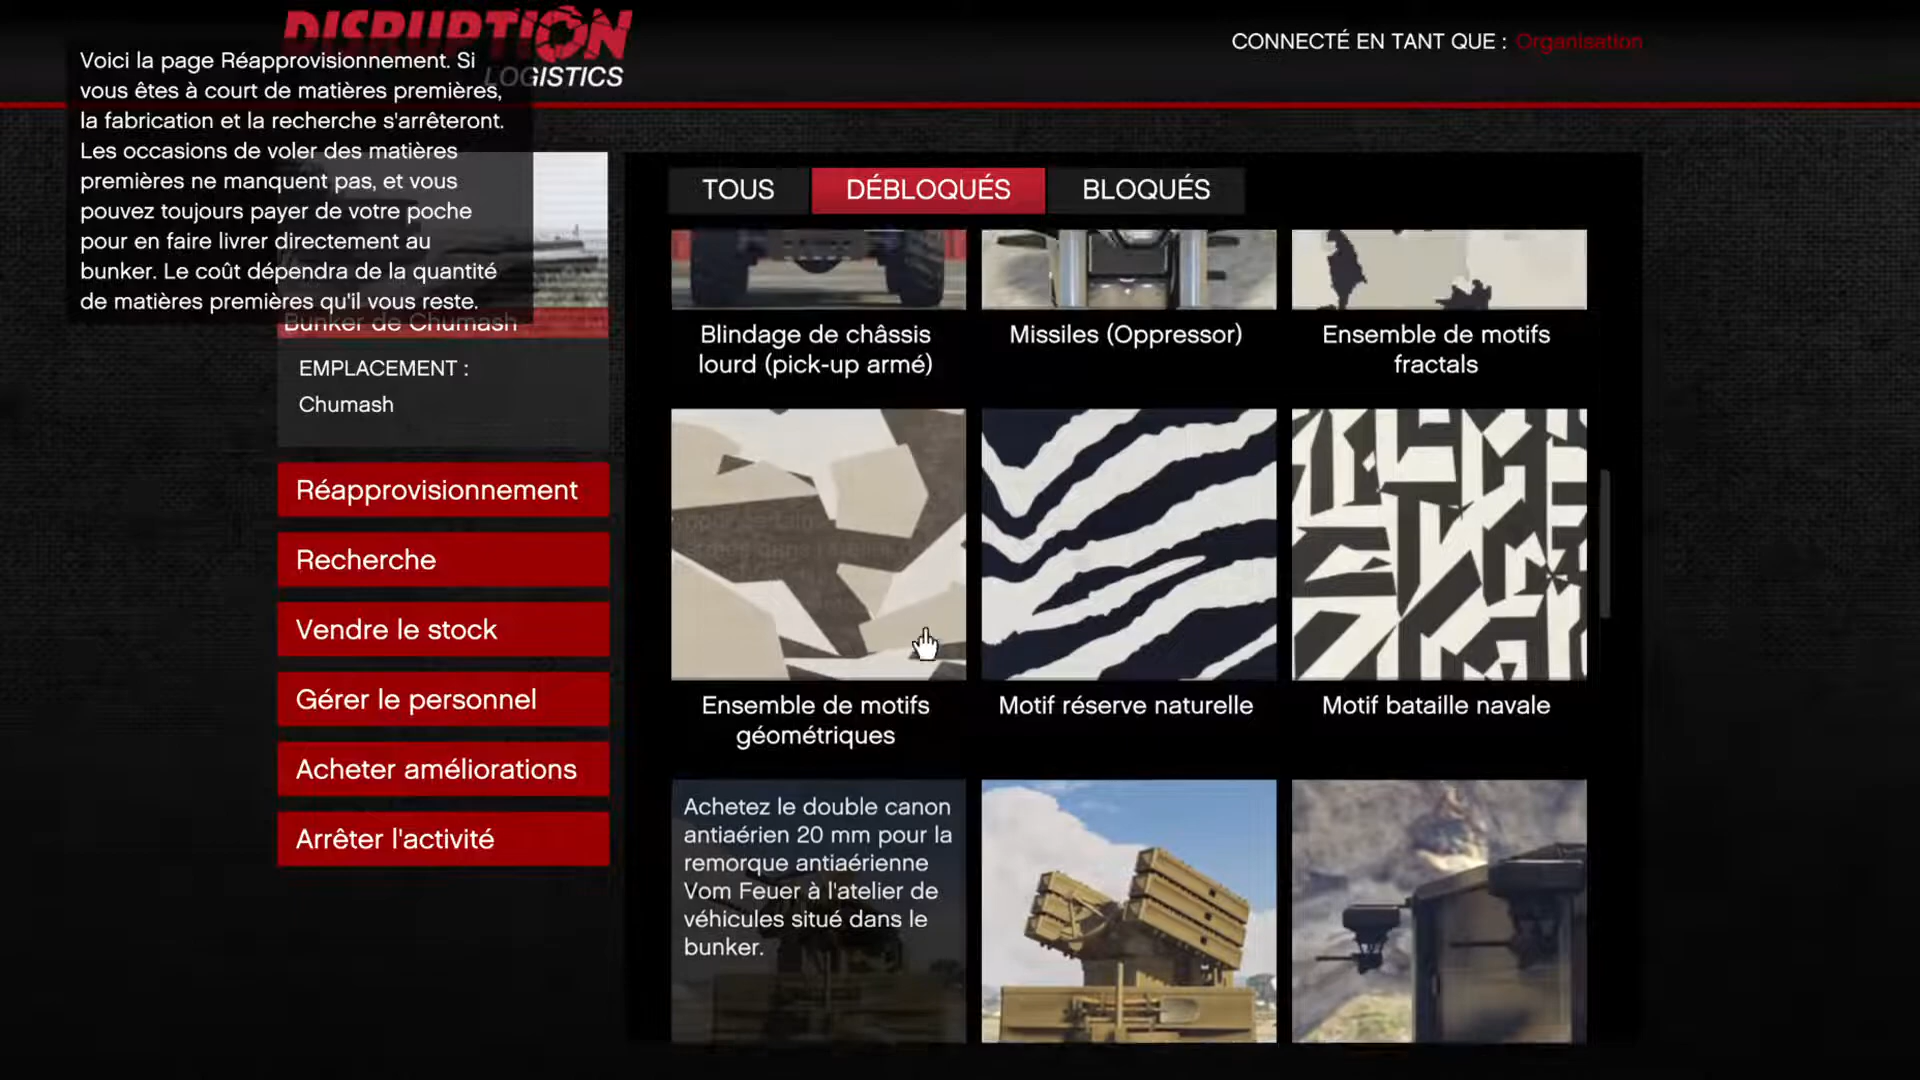 DISRUPTION
LOGISTICS
CONNECTÉ EN TANT QUE : Organisation
Voici la page Réapprovisionnement. Si
vous êtes à court de matières premières,
la fabrication et la recherche s'arrêteront.
Les occasions de voler des matières
premières ne manquent pas, et vous
pouvez toujours payer de votre poche
pour en faire livrer directement au
bunker. Le coût dépendra de la quantité
de matières premières qu'il vous reste.
Bunker de Chumash
EMPLACEMENT :
Chumash
Réapprovisionnement
Recherche
Vendre le stock
Gérer le personnel
Acheter améliorations
Arrêter l'activité
TOUS
DÉBLOQUÉS
BLOQUÉS
Blindage de châssis
lourd (pick-up armé)
Missiles (Oppressor)
Ensemble de motifs
fractals
Ensemble de motifs
géométriques
Motif réserve naturelle
Motif bataille navale
Achetez le double canon
antiaérien 20 mm pour la
remorque antiaérienne
Vom Feuer à l'atelier de
véhicules situé dans le
bunker.